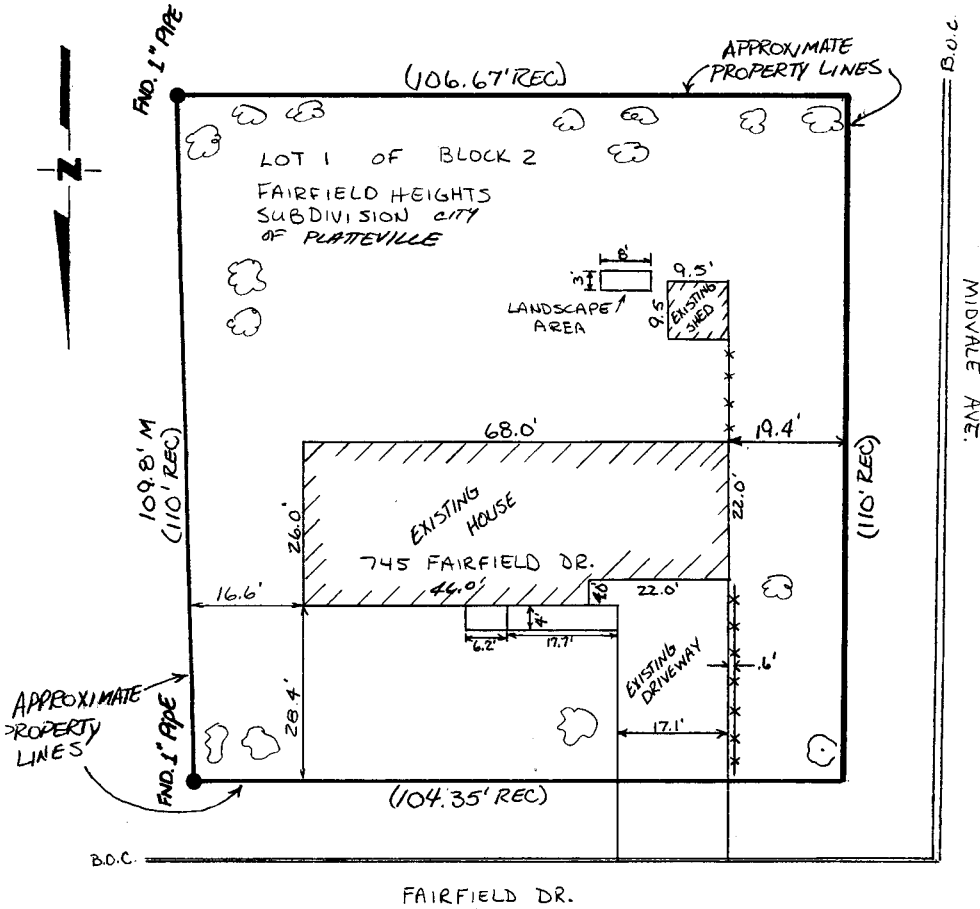 FND. 1" PIPE
(106.67' REC)
APPROXIMATE
PROPERTY LINES
B.O.C.
N
LOT 1 OF BLOCK 2
FAIRFIELD HEIGHTS
SUBDIVISION CITY
OF PLATTEVILLE
8'
3'
LANDSCAPE
AREA
9.5'
9.5
EXISTING
SHED
MIDVALE AVE.
68.0'
19.4'
109.8' M
(110' REC)
26.0'
EXISTING
HOUSE
22.0'
(110' REC)
745 FAIRFIELD DR.
46.0'
4.0'
22.0'
16.6'
4'
6.2'
17.7'
EXISTING
DRIVEWAY
.6'
APPROXIMATE
PROPERTY
LINES
FND. 1" PIPE
28.4'
17.1'
(104.35' REC)
B.O.C.
FAIRFIELD DR.